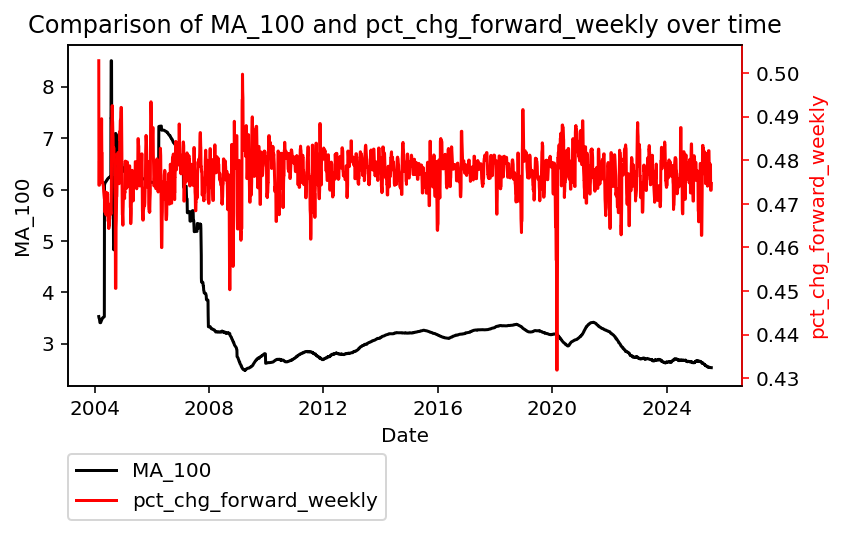 Comparison of MA_100 and pct_chg_forward_weekly over time
8
7
6
5
4
3
MA_100
0.50
0.49
0.48
0.47
0.46
0.45
0.44
0.43
pct_chg_forward_weekly
2004 2008 2012 2016 2020 2024
Date
MA_100
pct_chg_forward_weekly